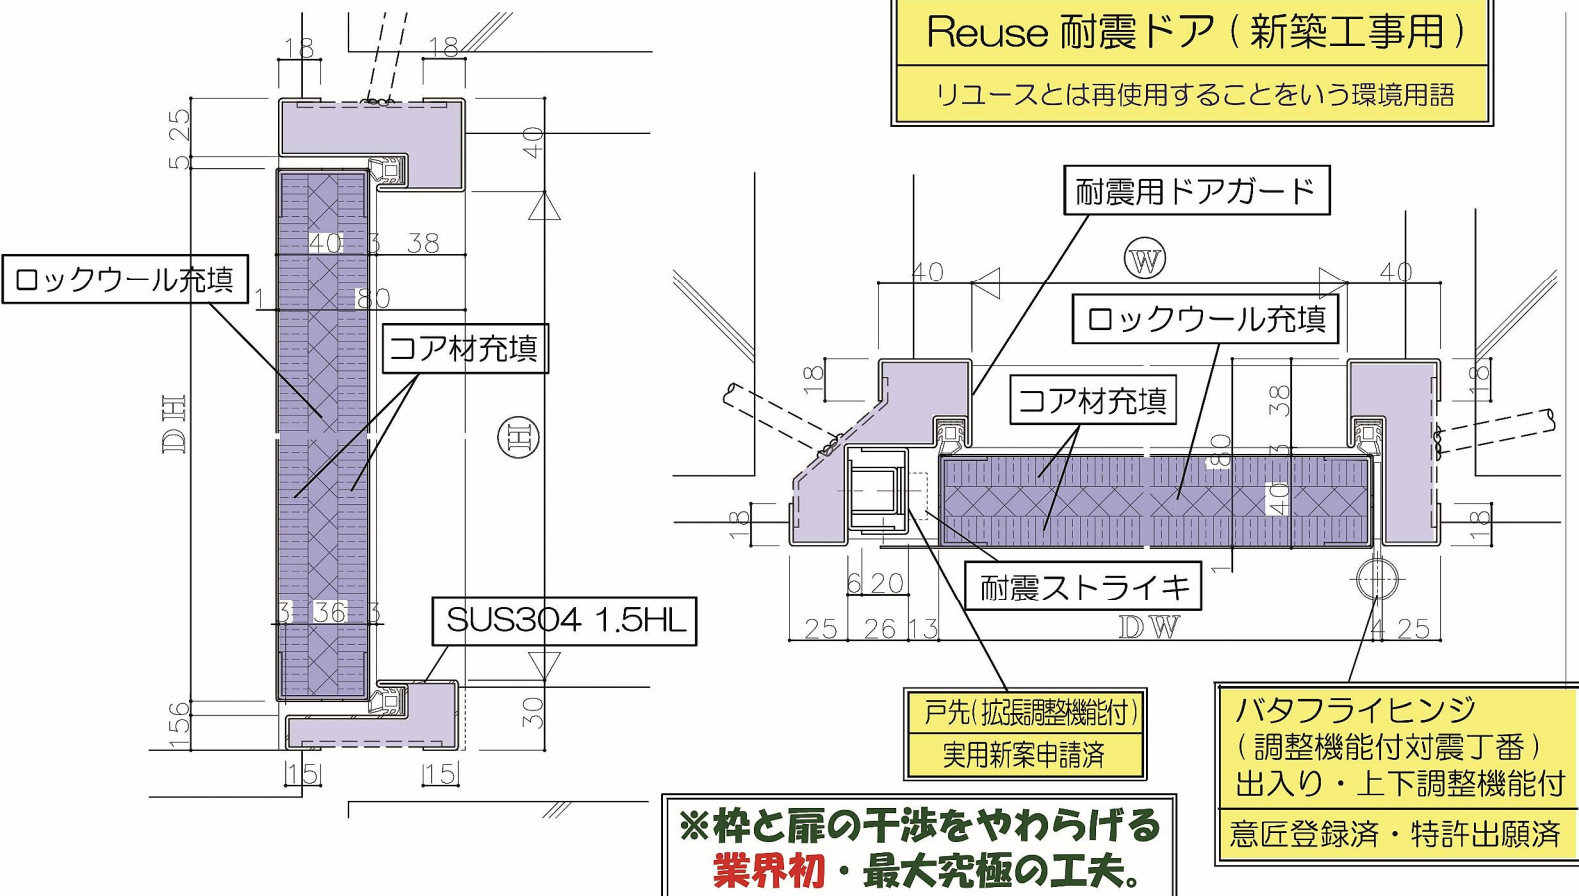 Reuse 耐震ドア ( 新築工事用 )
リユースとは再使用することをいう環境用語
18
18
25
5
40
40
3
38
ロックウール充填
1
80
コア材充填
DH
H
3
36
3
SUS304 1.5HL
6
15
30
15
15
耐震用ドアガード
W
40
40
ロックウール充填
18
18
コア材充填
38
80
3
40
18
18
1
6
20
耐震ストライキ
25
26
13
DW
4
25
戸先(拡張調整機能付)
実用新案申請済
バタフライヒンジ
( 調整機能付対震丁番 )
出入り・上下調整機能付
意匠登録済・特許出願済
※枠と扉の干渉をやわらげる
業界初・最大究極の工夫。